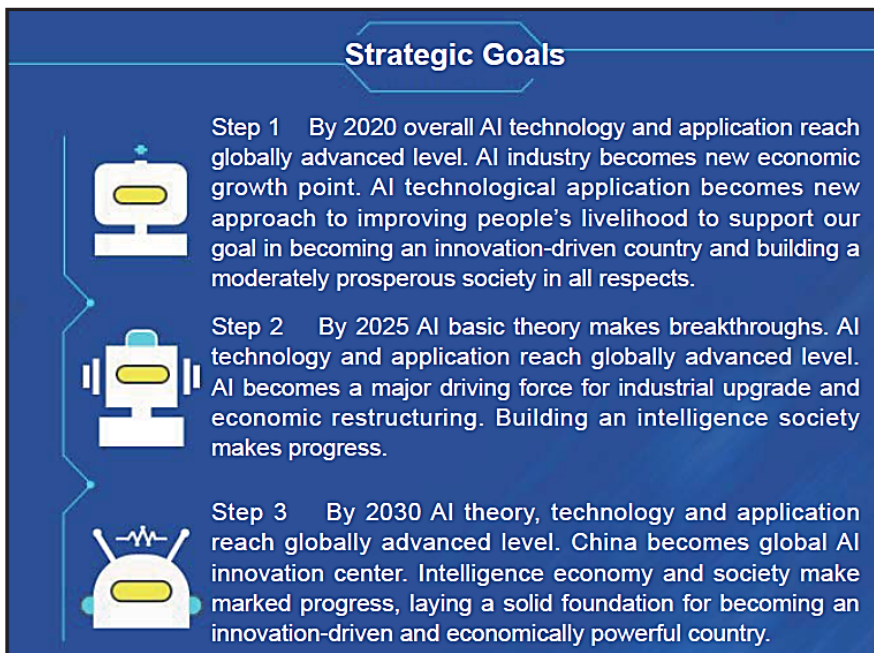 Strategic Goals
Step 1 By 2020 overall AI technology and application reach
globally advanced level. AI industry becomes new economic
growth point. AI technological application becomes new
approach to improving people's livelihood to support our
goal in becoming an innovation-driven country and building a
moderately prosperous society in all respects.
Step 2 By 2025 AI basic theory makes breakthroughs. AI
technology and application reach globally advanced level.
AI becomes a major driving force for industrial upgrade and
economic restructuring. Building an intelligence society
makes progress.
Step 3 By 2030 AI theory, technology and application
reach globally advanced level. China becomes global AI
innovation center. Intelligence economy and society make
marked progress, laying a solid foundation for becoming an
innovation-driven and economically powerful country.